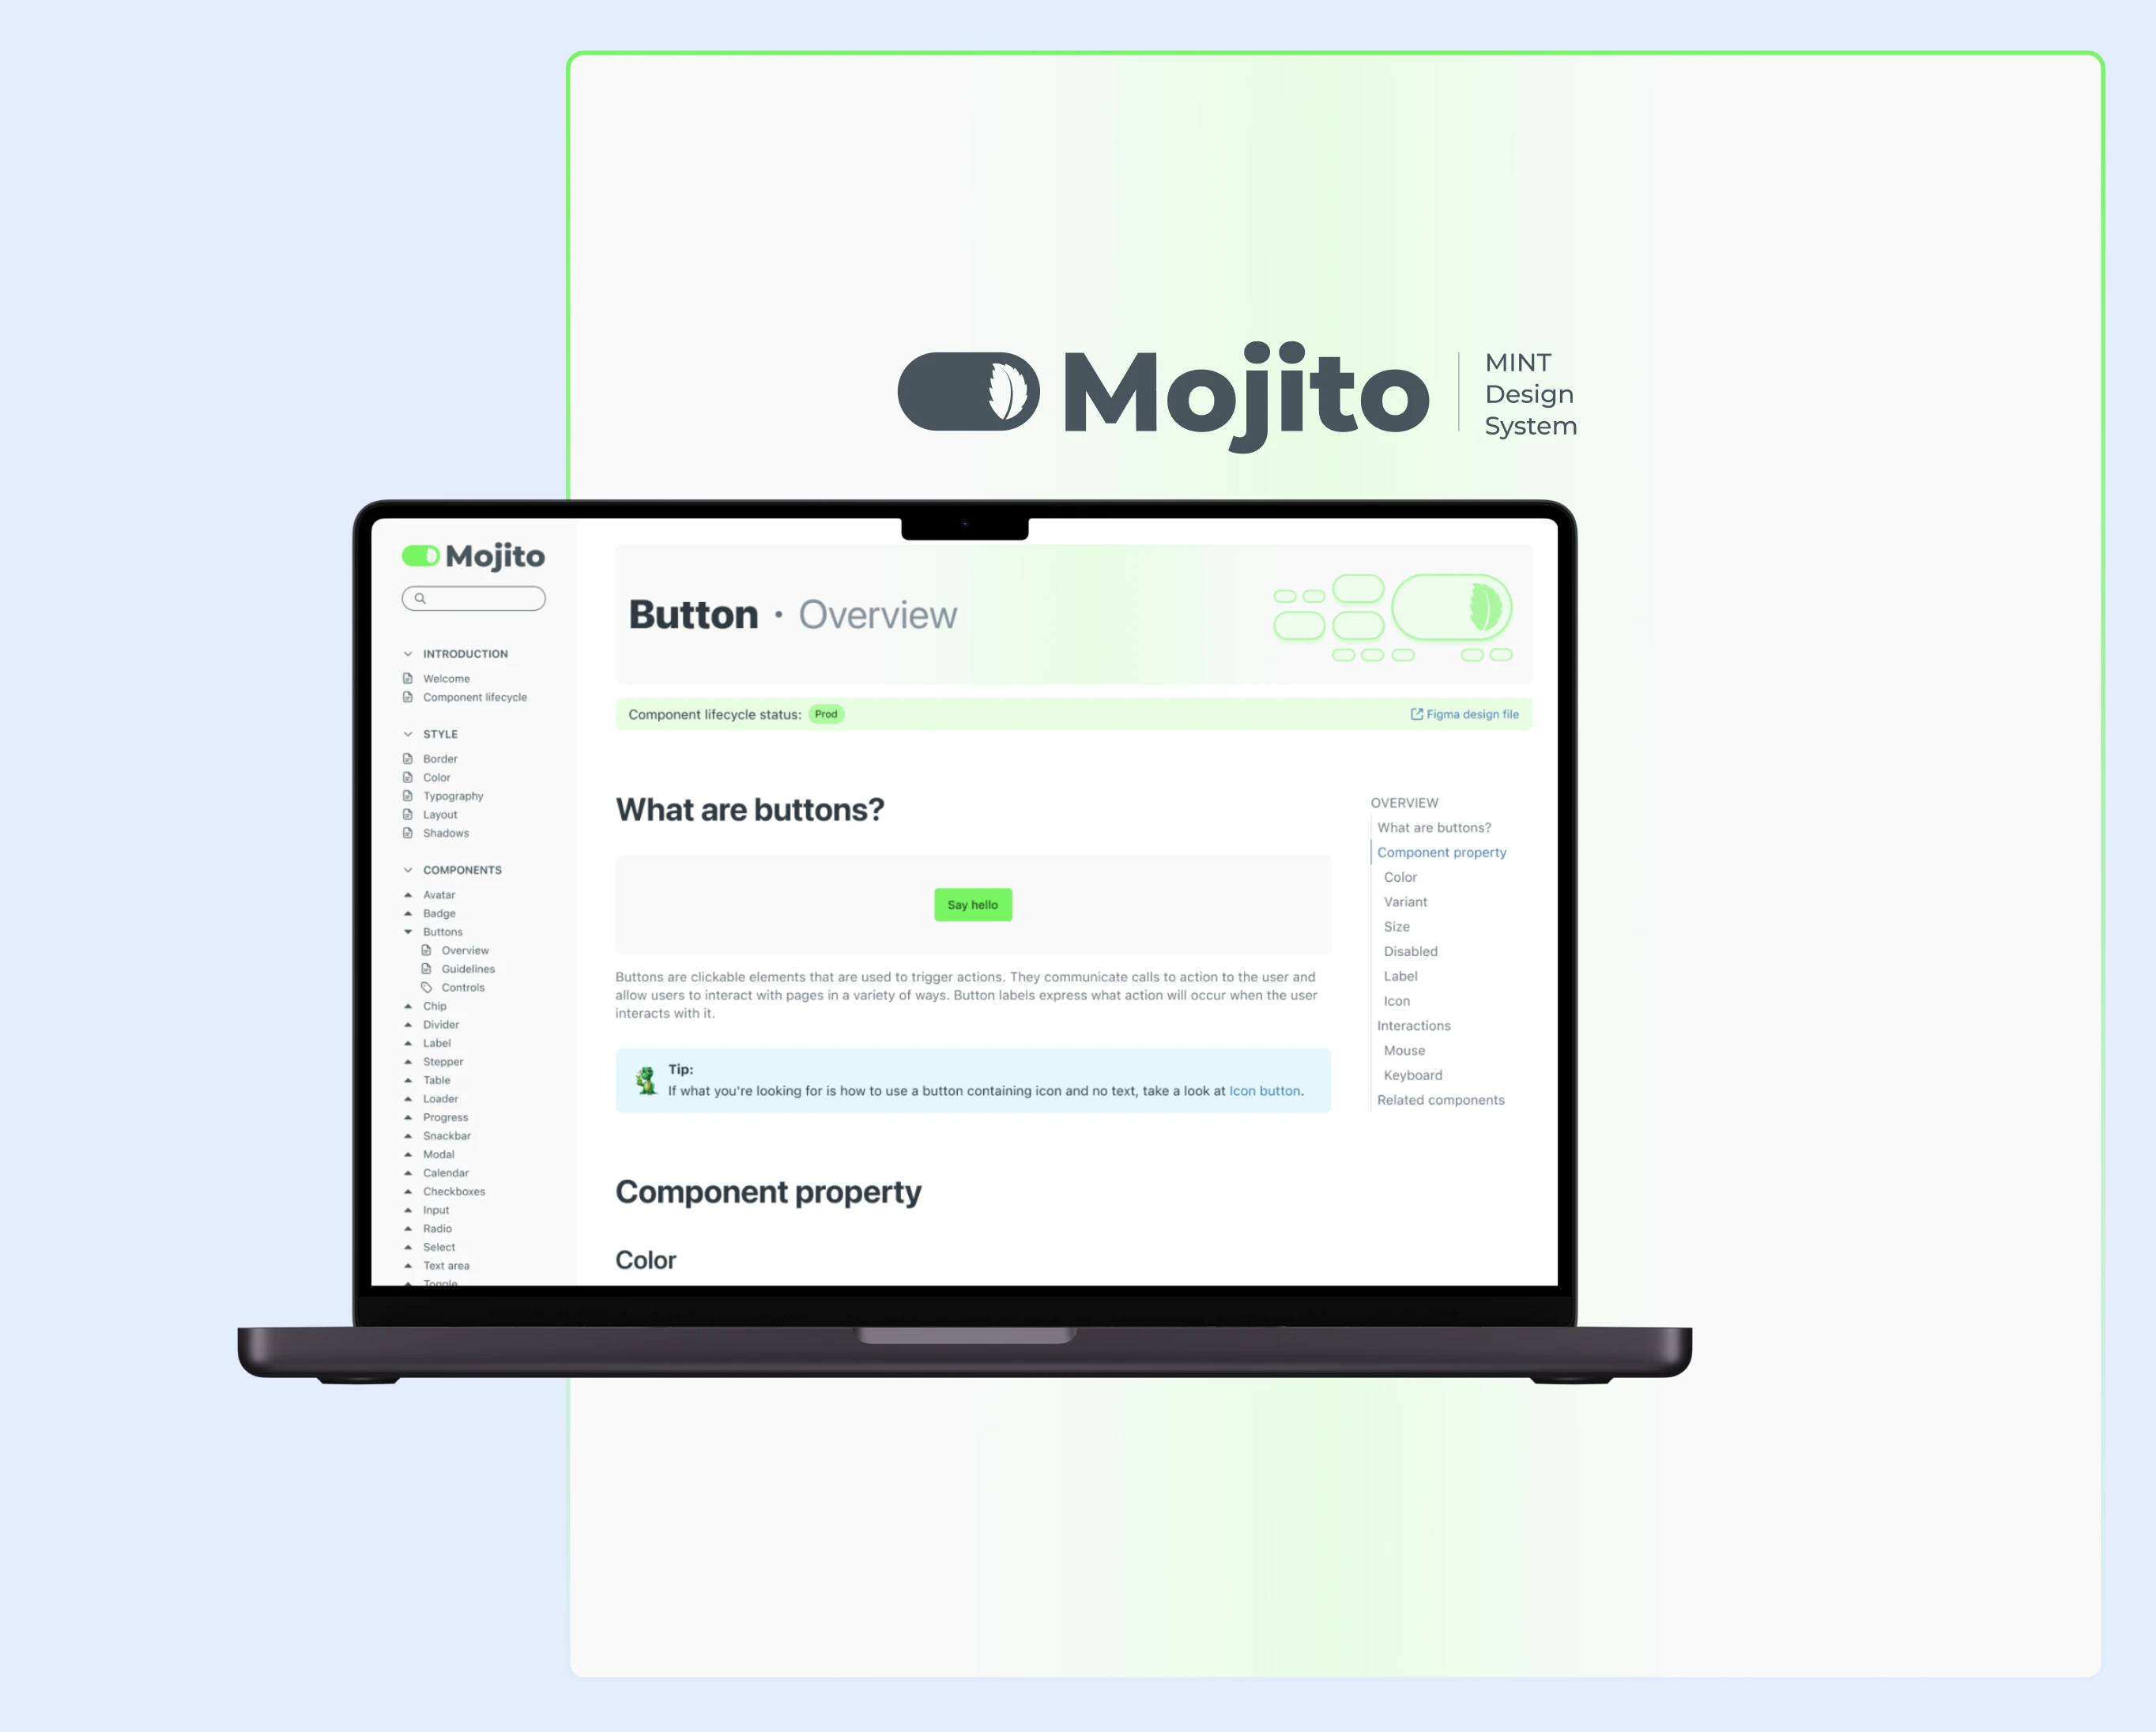 Mojito
MINT
Design
System
Mojito
INTRODUCTION
Welcome
Component lifecycle
STYLE
Border
Color
Typography
Layout
Shadows
COMPONENTS
Avatar
Badge
Buttons
Overview
Guidelines
Controls
Chip
Divider
Label
Stepper
Table
Loader
Progress
Snackbar
Modal
Calendar
Checkboxes
Input
Radio
Select
Text area
Toggle
Button · Overview
Component lifecycle status: Prod
Figma design file
What are buttons?
Say hello
Buttons are clickable elements that are used to trigger actions. They communicate calls to action to the user and
allow users to interact with pages in a variety of ways. Button labels express what action will occur when the user
interacts with it.
Tip:
If what you're looking for is how to use a button containing icon and no text, take a look at Icon button.
Component property
Color
OVERVIEW
What are buttons?
Component property
Color
Variant
Size
Disabled
Label
Icon
Interactions
Mouse
Keyboard
Related components